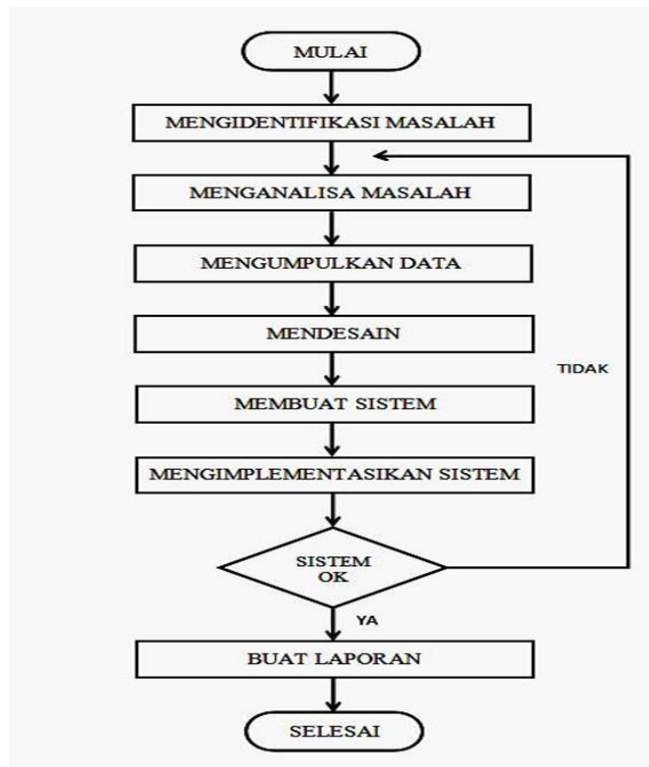 MULAI
MENGIDENTIFIKASI MASALAH
MENGANALISA MASALAH
MENGUMPULKAN DATA
MENDESAIN
TIDAK
MEMBUAT SISTEM
MENGIMPLEMENTASIKAN SISTEM
SISTEM
OK
YA
BUAT LAPORAN
SELESAI